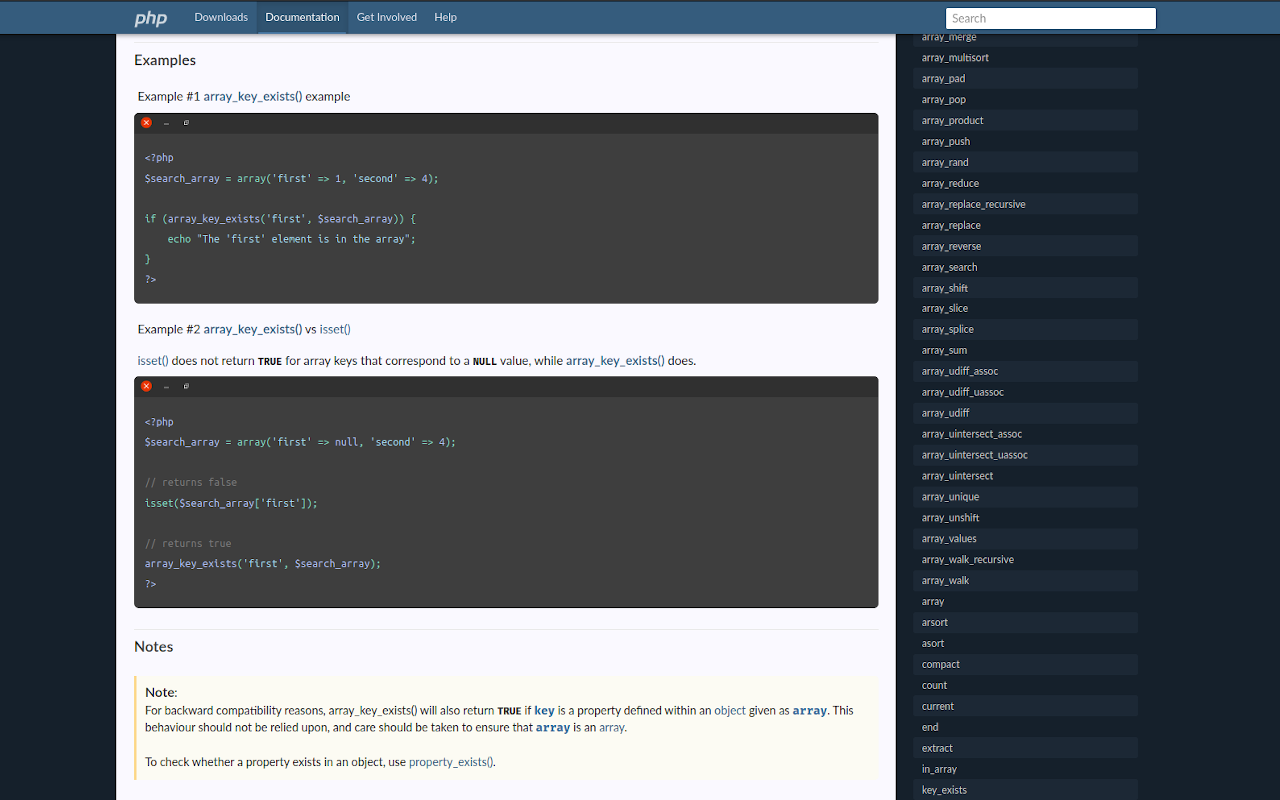 php Downloads Documentation Get Involved Help Search
Examples
Example #1 array_key_exists() example
<?php
$search_array = array('first' => 1, 'second' => 4);
if (array_key_exists('first', $search_array)) {
    echo "The 'first' element is in the array";
}
?>
Example #2 array_key_exists() vs isset()
isset() does not return TRUE for array keys that correspond to a NULL value, while array_key_exists() does.
<?php
$search_array = array('first' => null, 'second' => 4);
// returns false
isset($search_array['first']);
// returns true
array_key_exists('first', $search_array);
?>
Notes
Note:
For backward compatibility reasons, array_key_exists() will also return TRUE if key is a property defined within an object given as array. This
behaviour should not be relied upon, and care should be taken to ensure that array is an array.
To check whether a property exists in an object, use property_exists().
array_merge
array_multisort
array_pad
array_pop
array_product
array_push
array_rand
array_reduce
array_replace_recursive
array_replace
array_reverse
array_search
array_shift
array_slice
array_splice
array_sum
array_udiff_assoc
array_udiff_uassoc
array_udiff
array_uintersect_assoc
array_uintersect_uassoc
array_uintersect
array_unique
array_unshift
array_values
array_walk_recursive
array_walk
array
arsort
asort
compact
count
current
end
extract
in_array
key_exists